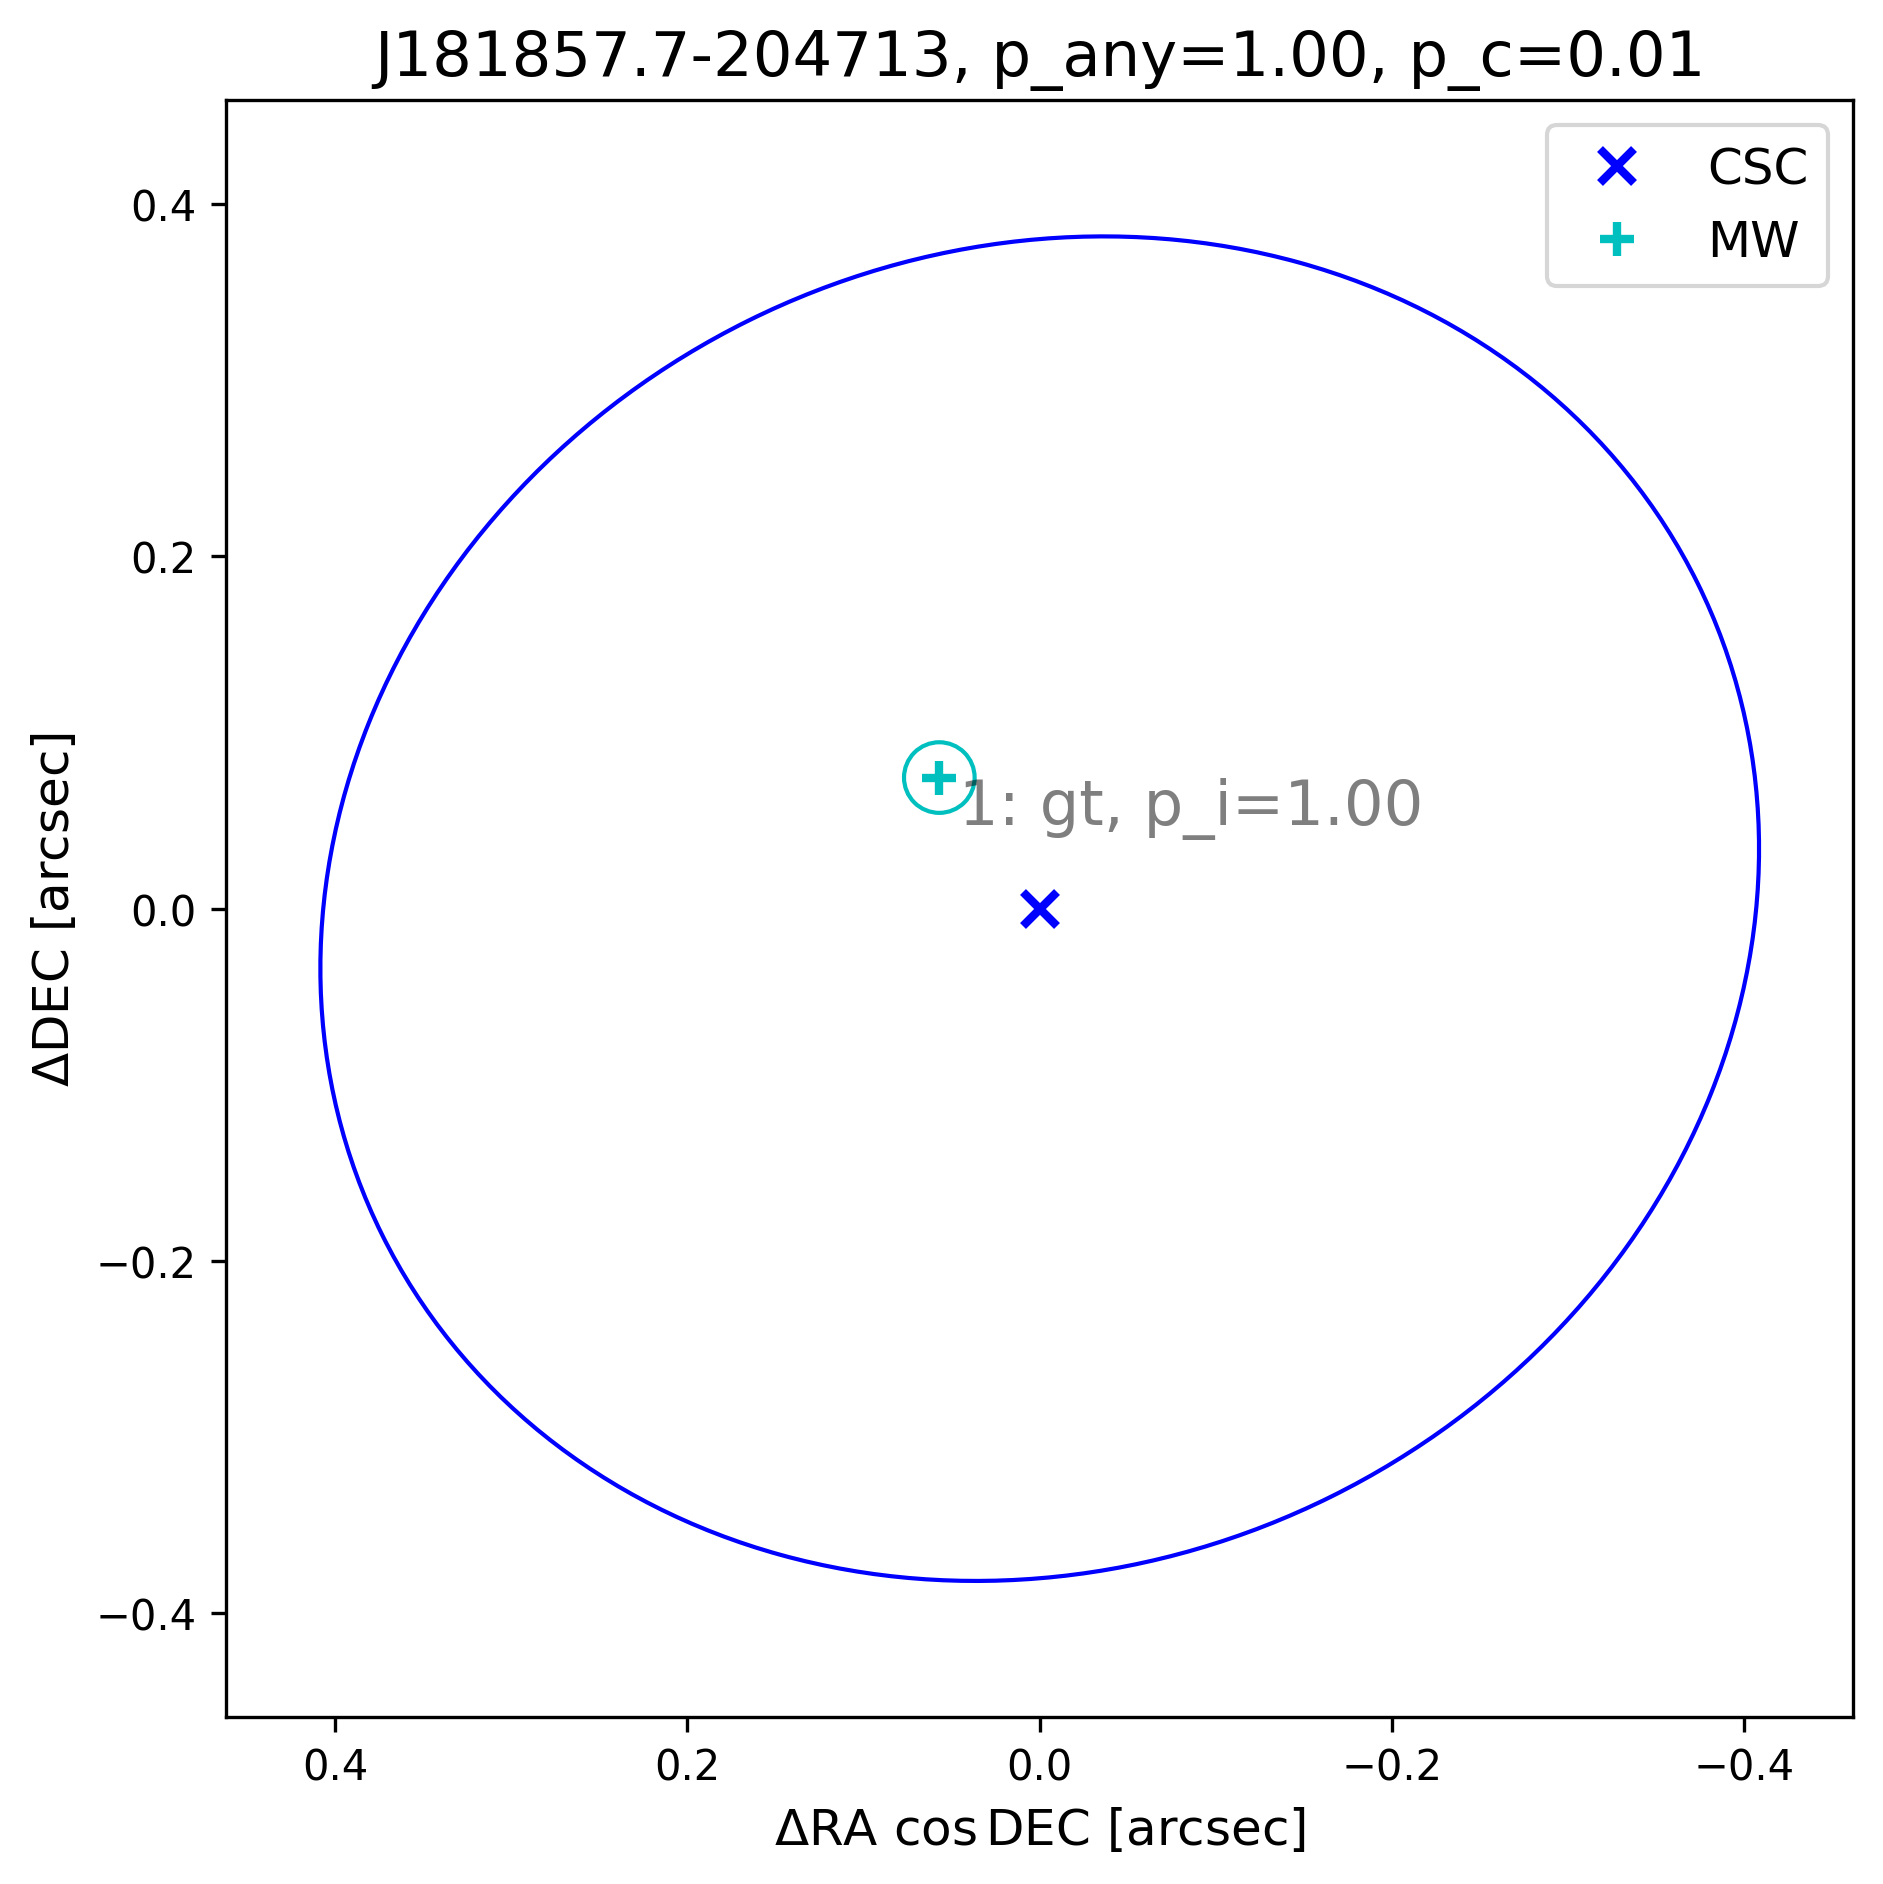 J181857.7-204713, p_any=1.00, p_c=0.01
CSC
MW
0.4
0.2
0.0
−0.2
−0.4
ΔDEC [arcsec]
1: gt, p_i=1.00
0.4
0.2
0.0
−0.2
−0.4
ΔRA cos DEC [arcsec]